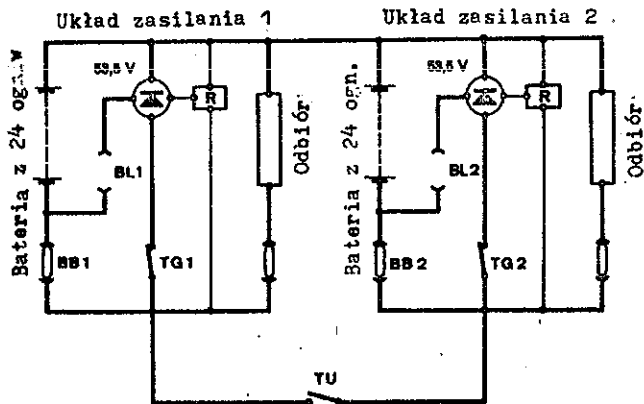 Układ zasilania 1
Układ zasilania 2
53,5 V
53,5 V
R
R
Bateria z 24 ogn.w
Bateria z 24 ogn.
BL1
BL2
Odbiór
Odbiór
BB1
TG1
BB2
TG2
TU